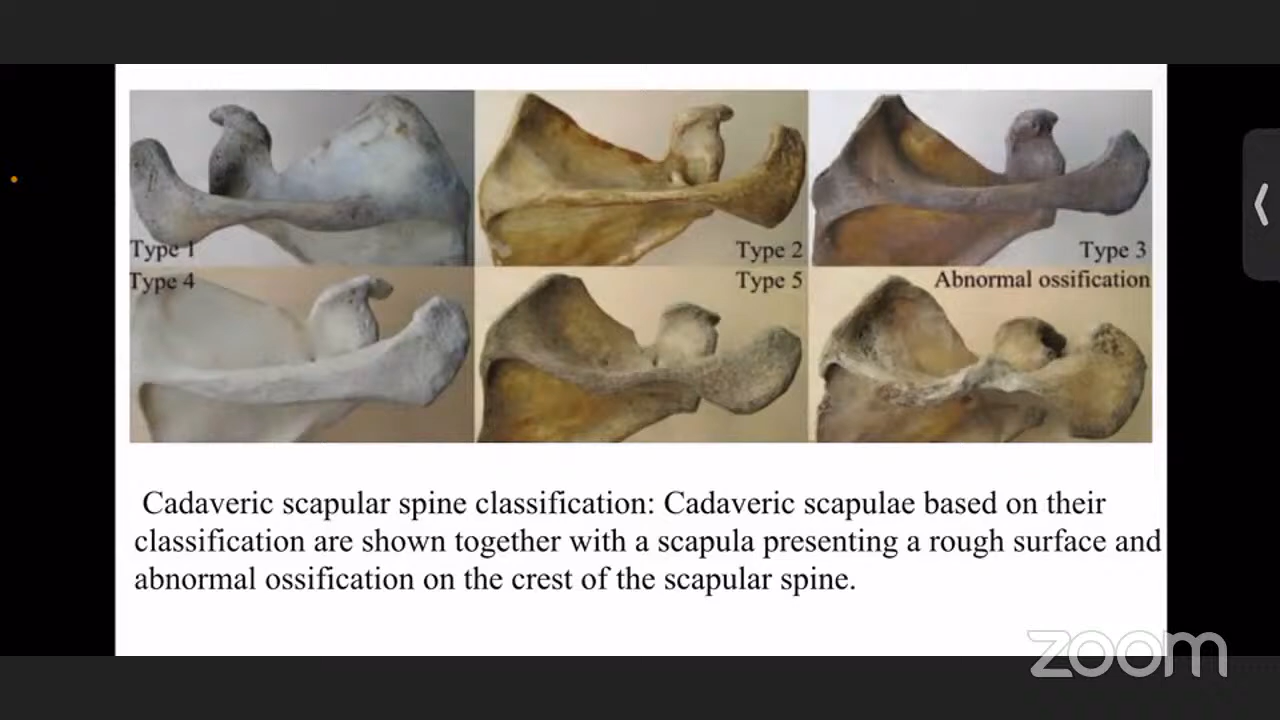 Type 1
Type 2
Type 3
Type 4
Type 5
Abnormal ossification
Cadaveric scapular spine classification: Cadaveric scapulae based on their
classification are shown together with a scapula presenting a rough surface and
abnormal ossification on the crest of the scapular spine.
zoom